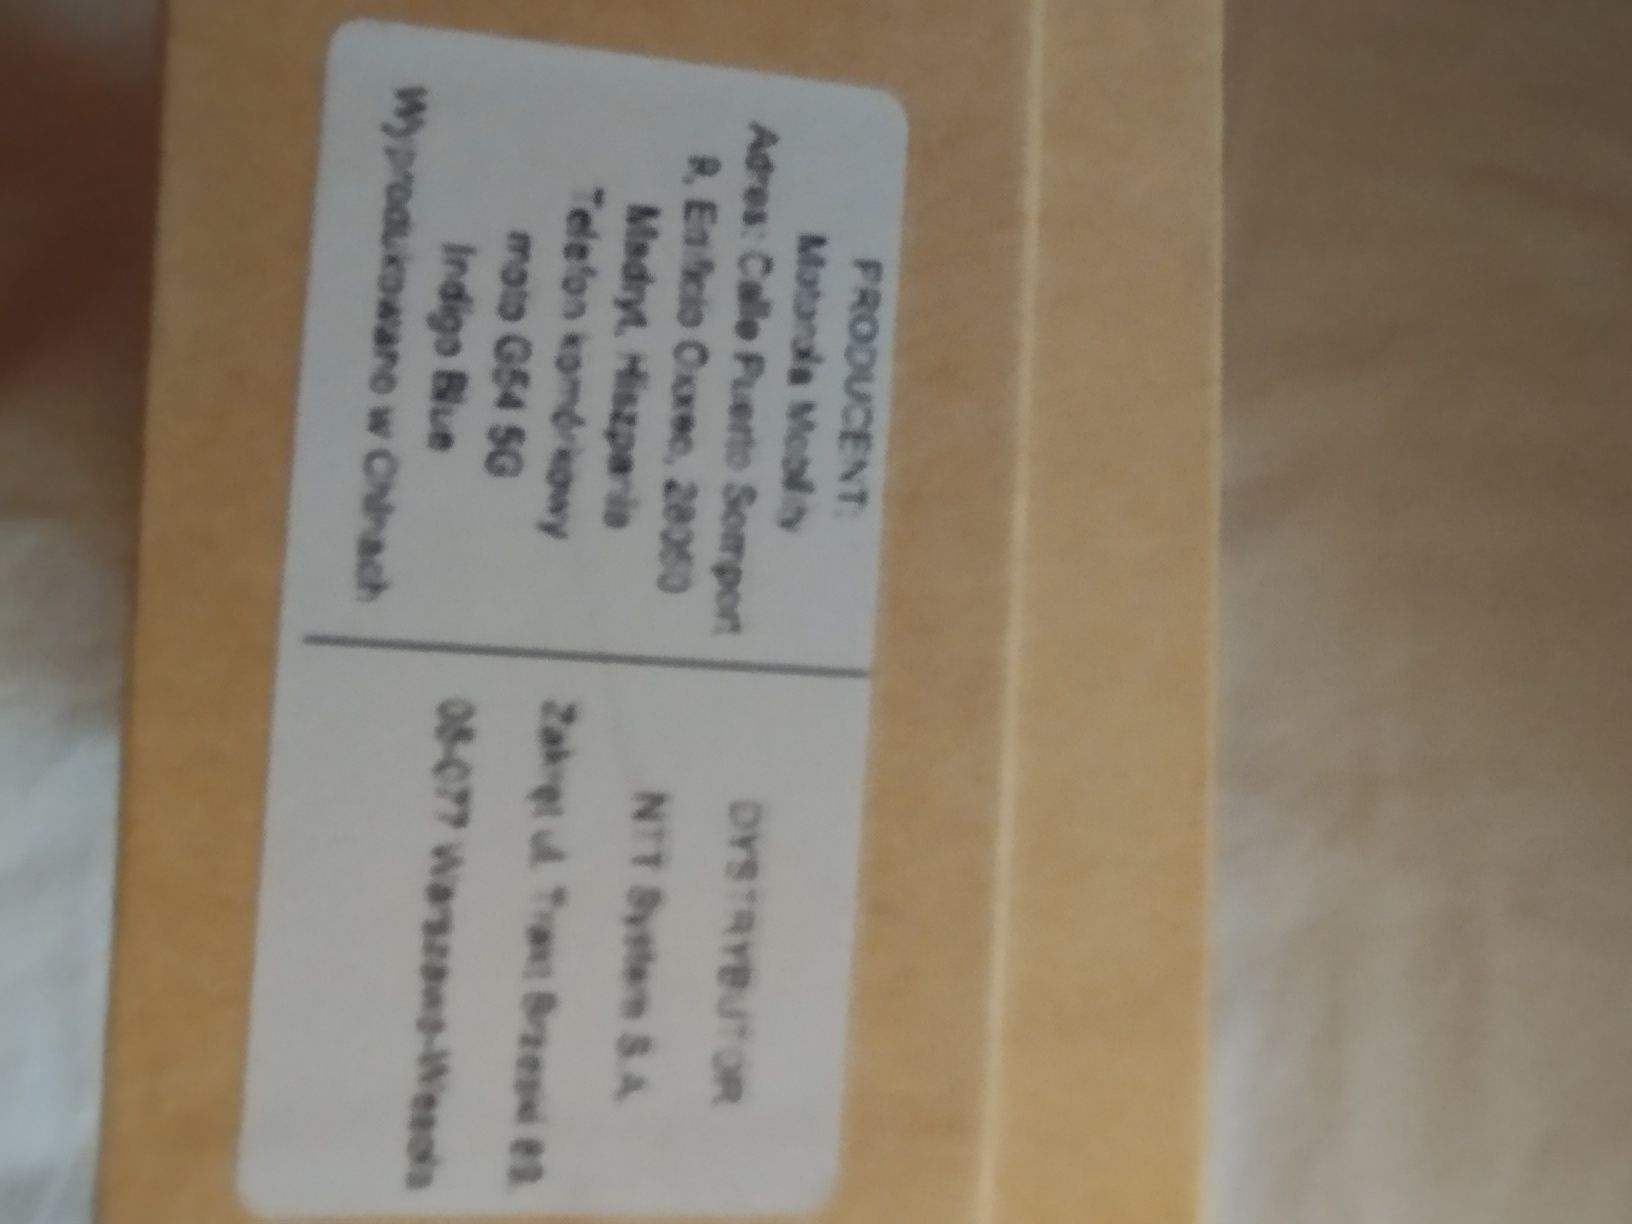 PRODUCENT:
Motorola Mobility
Adres: Calle Puerto Somport
9, Edificio Oxxeo, 28050
Madryt, Hiszpania
Telefon komórkowy
moto G54 5G
Indigo Blue
Wyprodukowano w Chinach
DYSTRYBUTOR
NTT System S.A.
Zakręt ul. Trakt Brzeski 89,
05-077 Warszawa-Wesoła